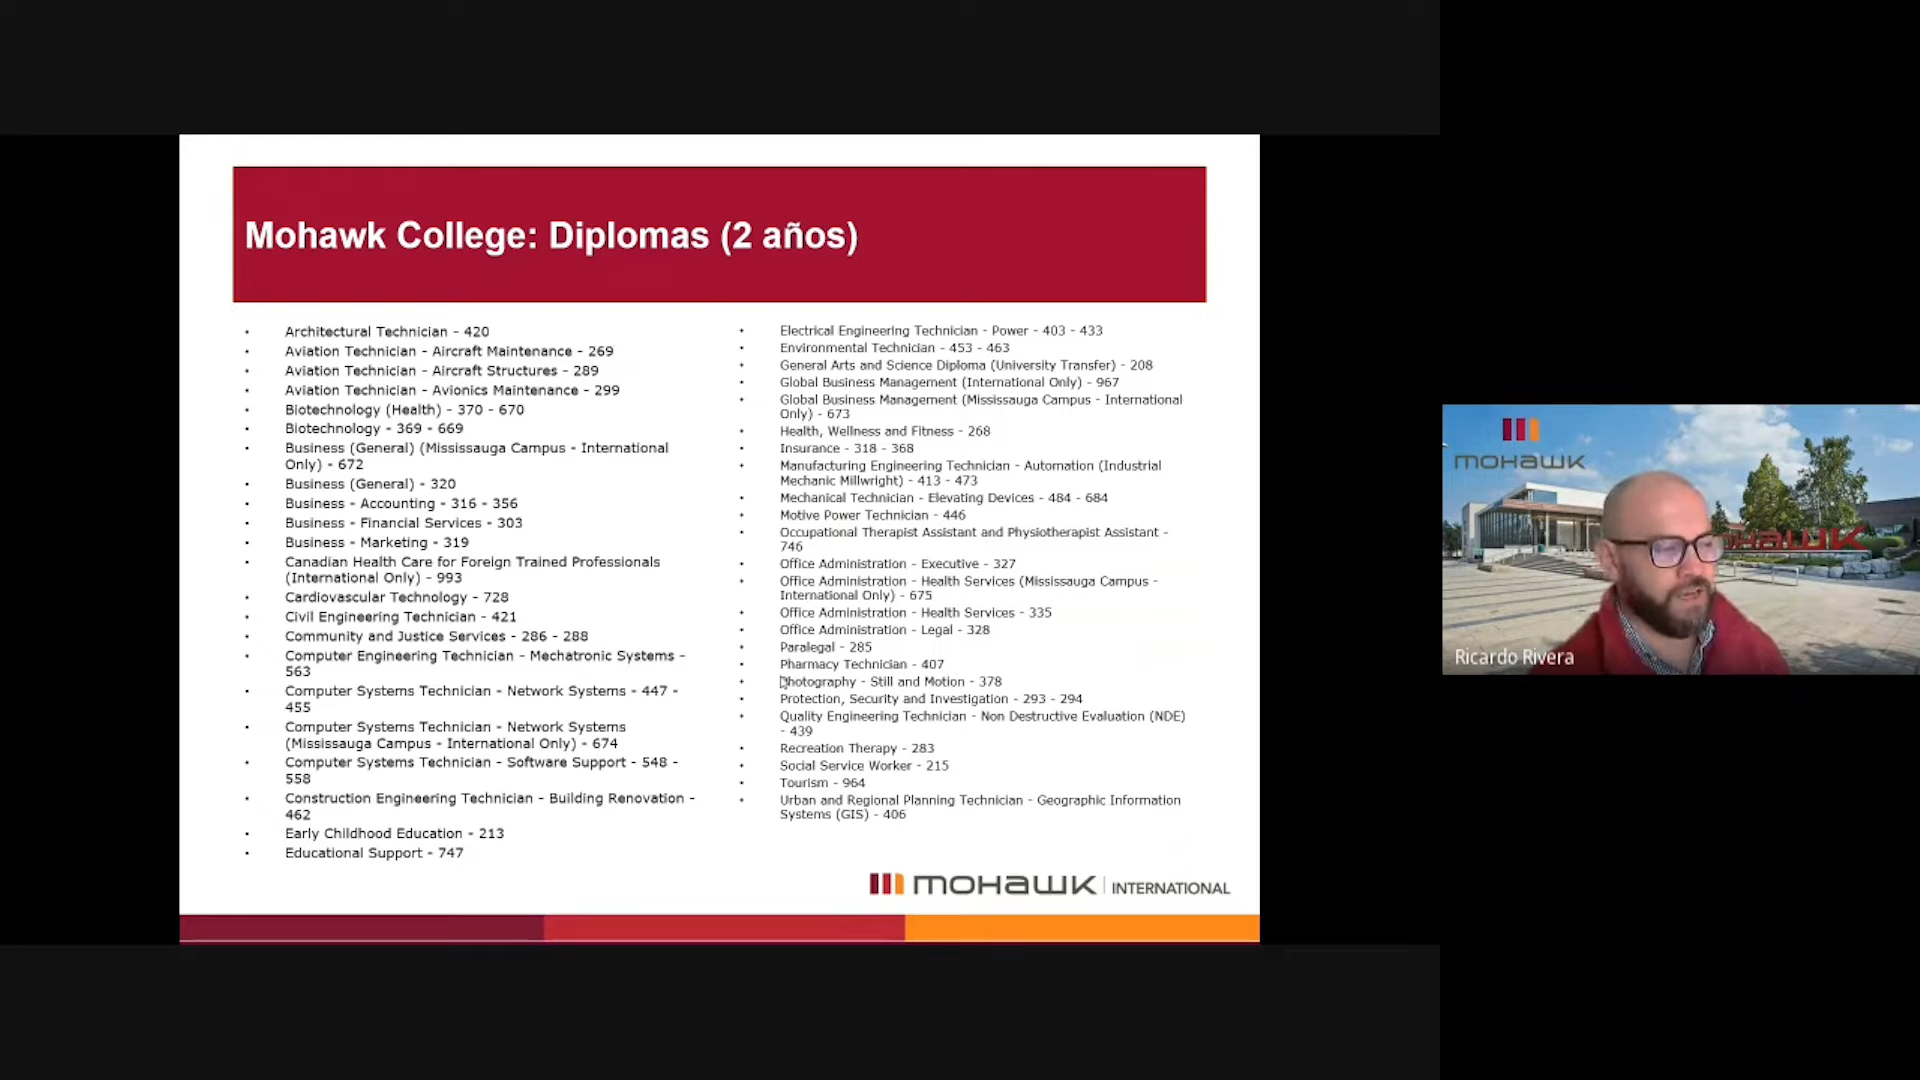 Mohawk College: Diplomas (2 años)
• Architectural Technician - 420
• Aviation Technician - Aircraft Maintenance - 269
• Aviation Technician - Aircraft Structures - 289
• Aviation Technician - Avionics Maintenance - 299
• Biotechnology (Health) - 370 - 670
• Biotechnology - 369 - 669
• Business (General) (Mississauga Campus - International
Only) - 672
• Business (General) - 320
• Business - Accounting - 316 - 356
• Business - Financial Services - 303
• Business - Marketing - 319
• Canadian Health Care for Foreign Trained Professionals
(International Only) - 993
• Cardiovascular Technology - 728
• Civil Engineering Technician - 421
• Community and Justice Services - 286 - 288
• Computer Engineering Technician - Mechatronic Systems -
563
• Computer Systems Technician - Network Systems - 447 -
455
• Computer Systems Technician - Network Systems
(Mississauga Campus - International Only) - 674
• Computer Systems Technician - Software Support - 548 -
558
• Construction Engineering Technician - Building Renovation -
462
• Early Childhood Education - 213
• Educational Support - 747
• Electrical Engineering Technician - Power - 403 - 433
• Environmental Technician - 453 - 463
• General Arts and Science Diploma (University Transfer) - 208
• Global Business Management (International Only) - 967
• Global Business Management (Mississauga Campus - International
Only) - 673
• Health, Wellness and Fitness - 268
• Insurance - 318 - 368
• Manufacturing Engineering Technician - Automation (Industrial
Mechanic Millwright) - 413 - 473
• Mechanical Technician - Elevating Devices - 484 - 684
• Motive Power Technician - 446
• Occupational Therapist Assistant and Physiotherapist Assistant -
746
• Office Administration - Executive - 327
• Office Administration - Health Services (Mississauga Campus -
International Only) - 675
• Office Administration - Health Services - 335
• Office Administration - Legal - 328
• Paralegal - 285
• Pharmacy Technician - 407
• Photography - Still and Motion - 378
• Protection, Security and Investigation - 293 - 294
• Quality Engineering Technician - Non Destructive Evaluation (NDE)
- 439
• Recreation Therapy - 283
• Social Service Worker - 215
• Tourism - 964
• Urban and Regional Planning Technician - Geographic Information
Systems (GIS) - 406
mohawk | INTERNATIONAL
mohawk
mohawk
Ricardo Rivera